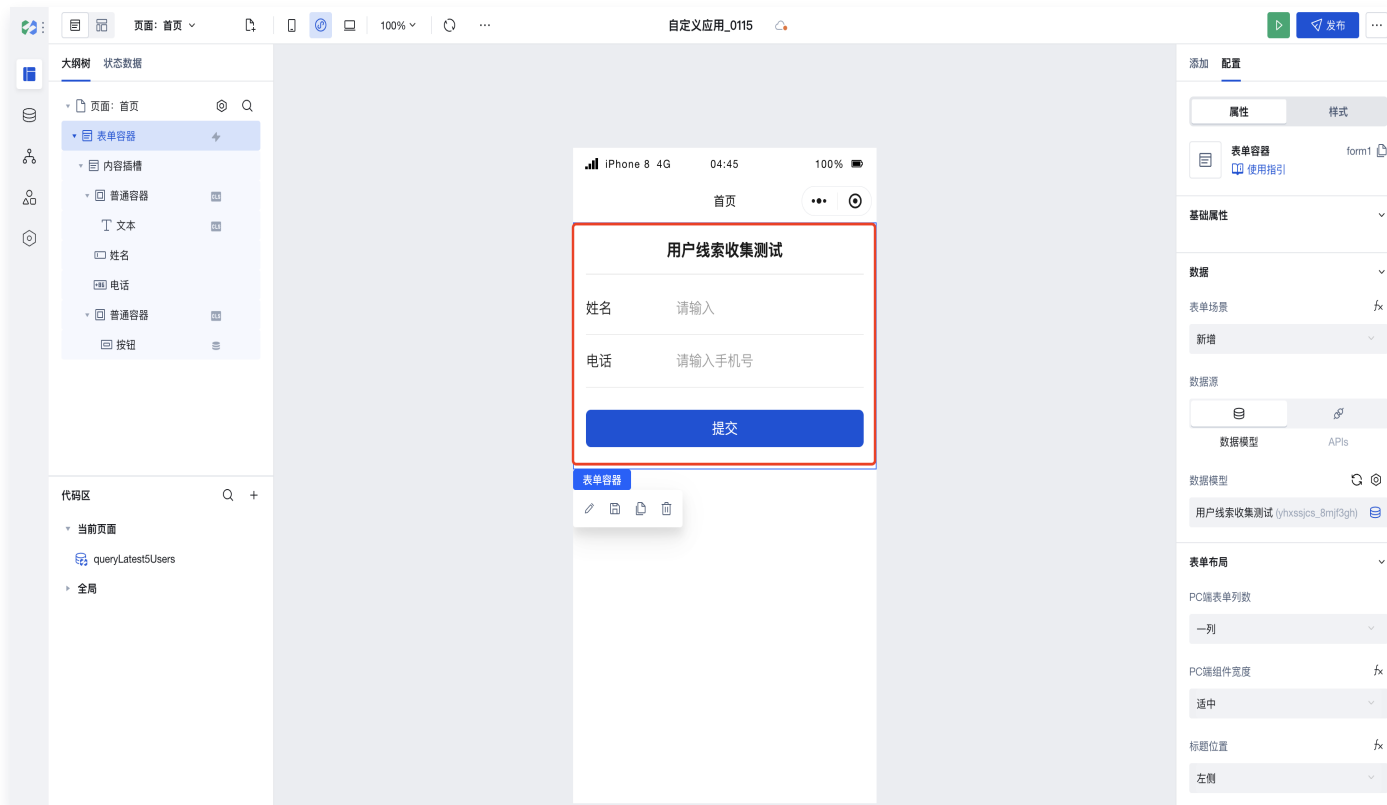 页面：首页
100%
自定义应用_0115
发布
大纲树 状态数据
页面：首页
表单容器
内容插槽
普通容器
文本
姓名
电话
普通容器
按钮
代码区
当前页面
queryLatest5Users
全局
iPhone 8 4G 04:45 100%
首页
用户线索收集测试
姓名 请输入
电话 请输入手机号
提交
表单容器
添加 配置
属性 样式
表单容器 form1
使用指引
基础属性
数据
表单场景 fx
新增
数据源
数据模型 APIs
数据模型
用户线索收集测试 (yhxssjcs_8mjf3gh)
表单布局
PC端表单列数
一列
PC端组件宽度 fx
适中
标题位置 fx
左侧